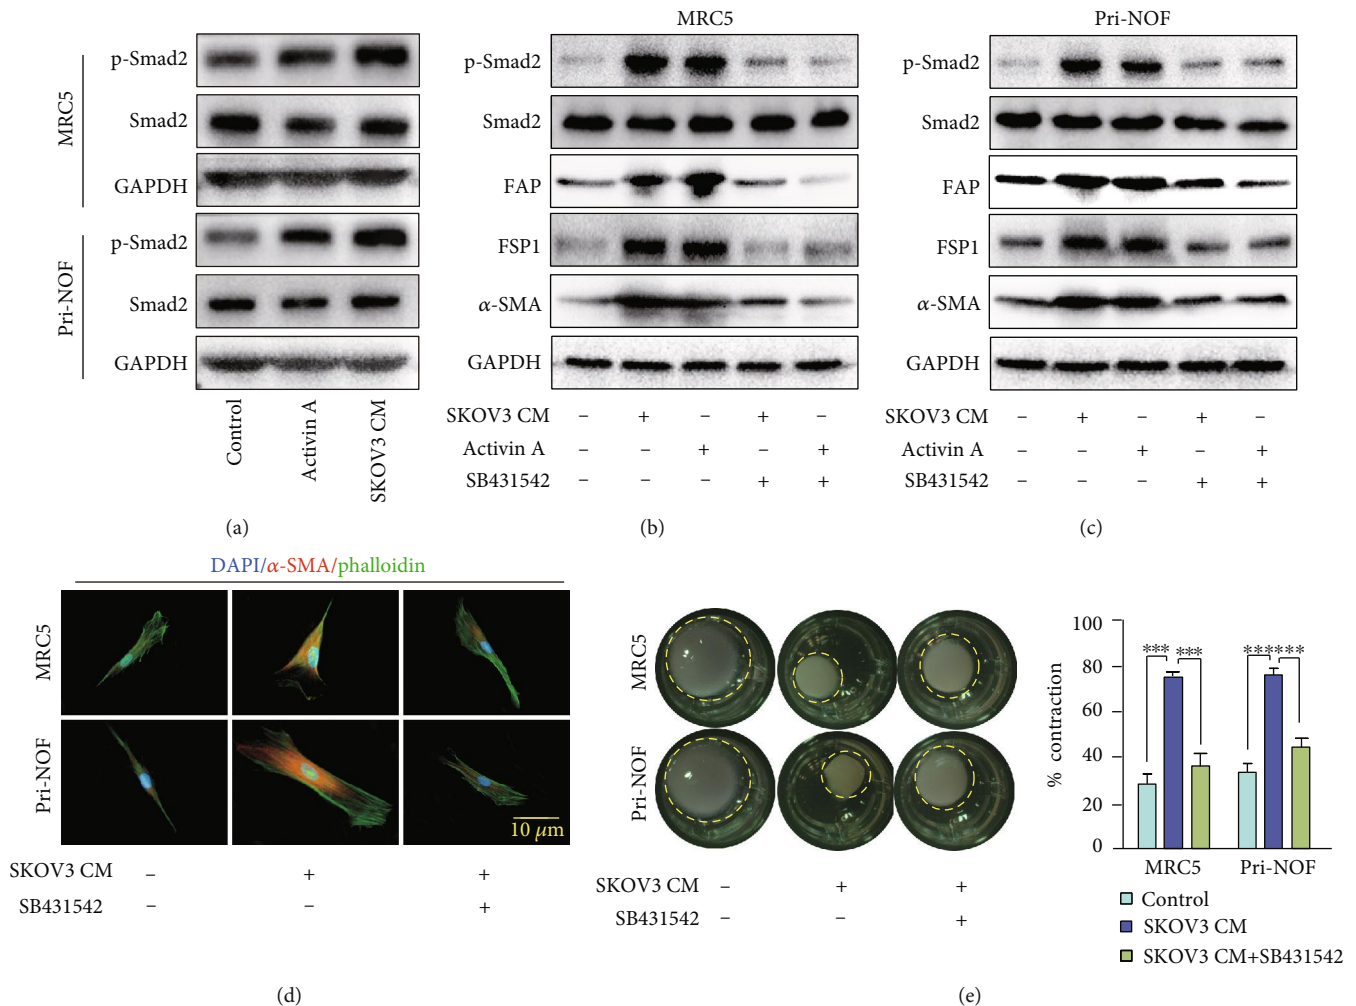 MRC5
p-Smad2
Smad2
GAPDH
Pri-NOF
p-Smad2
Smad2
GAPDH
Control
Activin A
SKOV3 CM
(a)
MRC5
p-Smad2
Smad2
FAP
FSP1
α-SMA
GAPDH
SKOV3 CM – + – + –
Activin A – – + – +
SB431542 – – – + +
(b)
Pri-NOF
p-Smad2
Smad2
FAP
FSP1
α-SMA
GAPDH
SKOV3 CM – + – + –
Activin A – – + – +
SB431542 – – – + +
(c)
DAPI/α-SMA/phalloidin
MRC5
Pri-NOF
10 μm
SKOV3 CM – + +
SB431542 – – +
(d)
MRC5
Pri-NOF
SKOV3 CM – + +
SB431542 – – +
% contraction
100
80
60
40
20
0
*** ***
******
MRC5 Pri-NOF
Control
SKOV3 CM
SKOV3 CM+SB431542
(e)